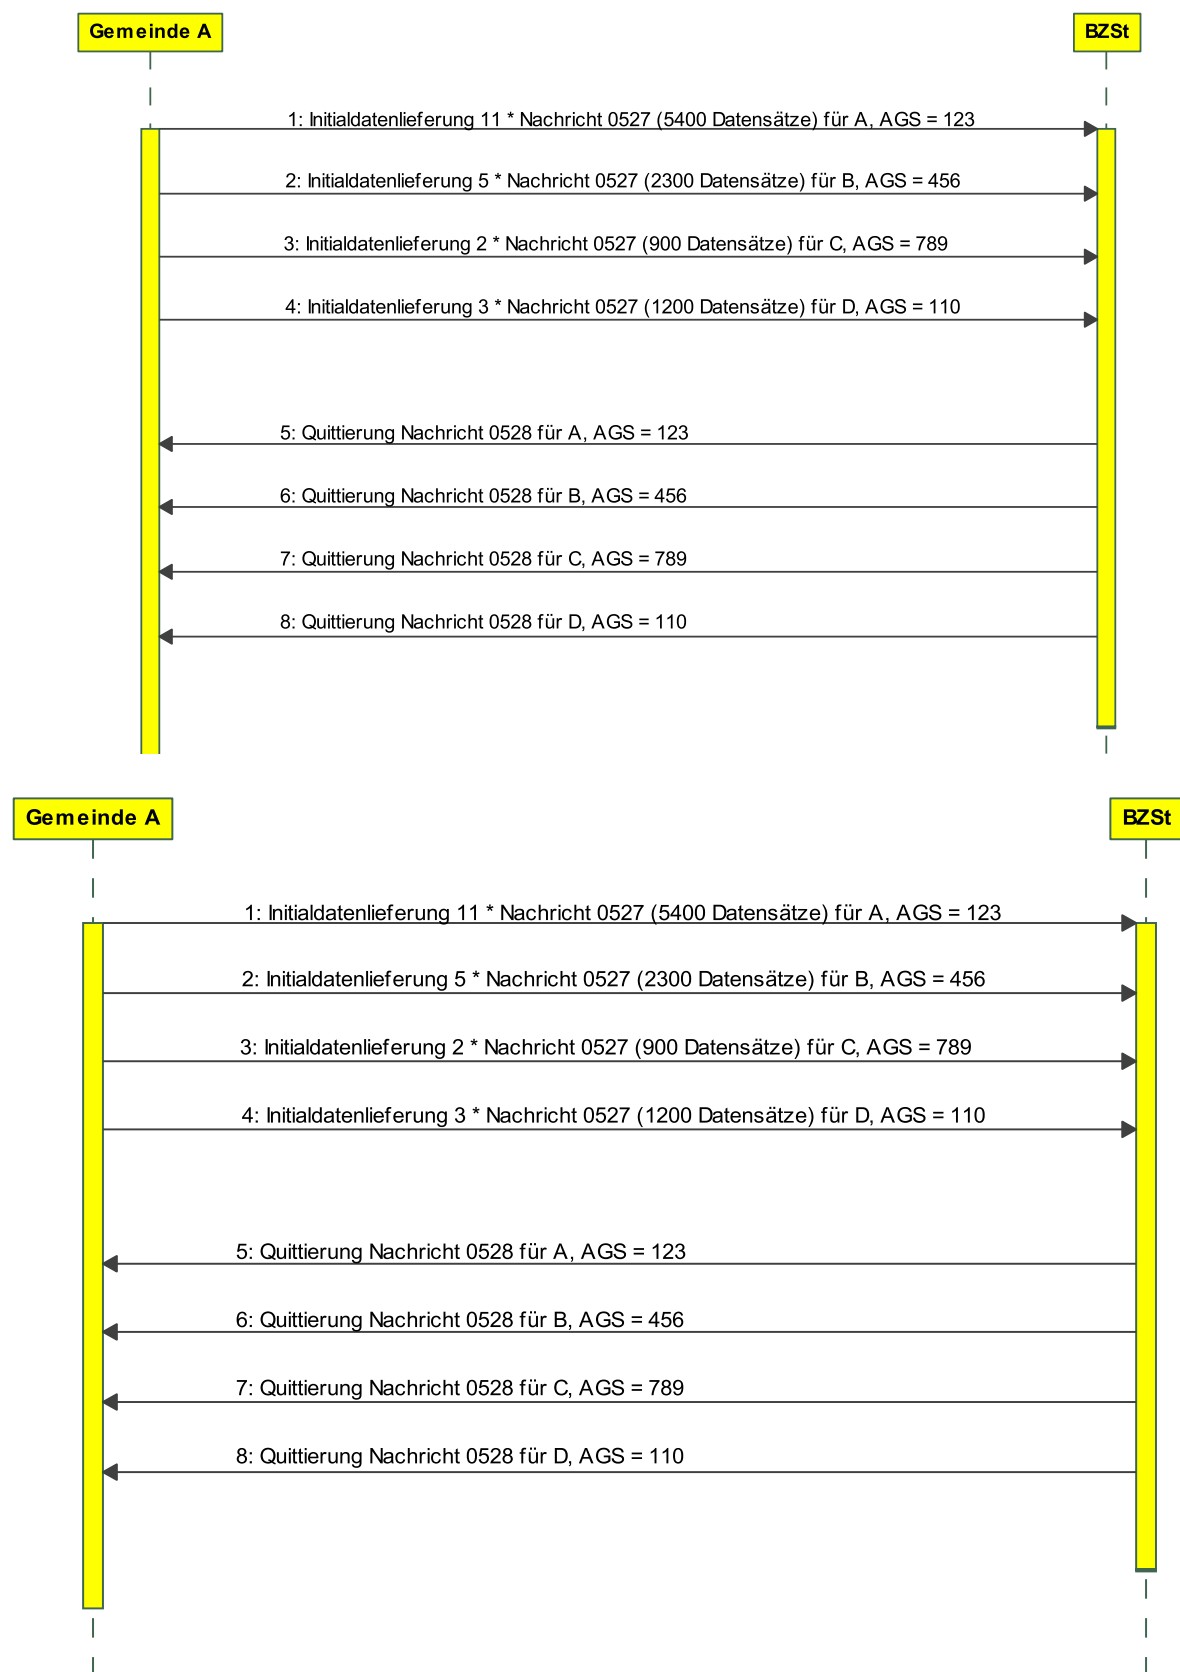 Gemeinde A
BZSt
1: Initialdatenlieferung 11 * Nachricht 0527 (5400 Datensätze) für A, AGS = 123
2: Initialdatenlieferung 5 * Nachricht 0527 (2300 Datensätze) für B, AGS = 456
3: Initialdatenlieferung 2 * Nachricht 0527 (900 Datensätze) für C, AGS = 789
4: Initialdatenlieferung 3 * Nachricht 0527 (1200 Datensätze) für D, AGS = 110
5: Quittierung Nachricht 0528 für A, AGS = 123
6: Quittierung Nachricht 0528 für B, AGS = 456
7: Quittierung Nachricht 0528 für C, AGS = 789
8: Quittierung Nachricht 0528 für D, AGS = 110
Gemeinde A
BZSt
1: Initialdatenlieferung 11 * Nachricht 0527 (5400 Datensätze) für A, AGS = 123
2: Initialdatenlieferung 5 * Nachricht 0527 (2300 Datensätze) für B, AGS = 456
3: Initialdatenlieferung 2 * Nachricht 0527 (900 Datensätze) für C, AGS = 789
4: Initialdatenlieferung 3 * Nachricht 0527 (1200 Datensätze) für D, AGS = 110
5: Quittierung Nachricht 0528 für A, AGS = 123
6: Quittierung Nachricht 0528 für B, AGS = 456
7: Quittierung Nachricht 0528 für C, AGS = 789
8: Quittierung Nachricht 0528 für D, AGS = 110